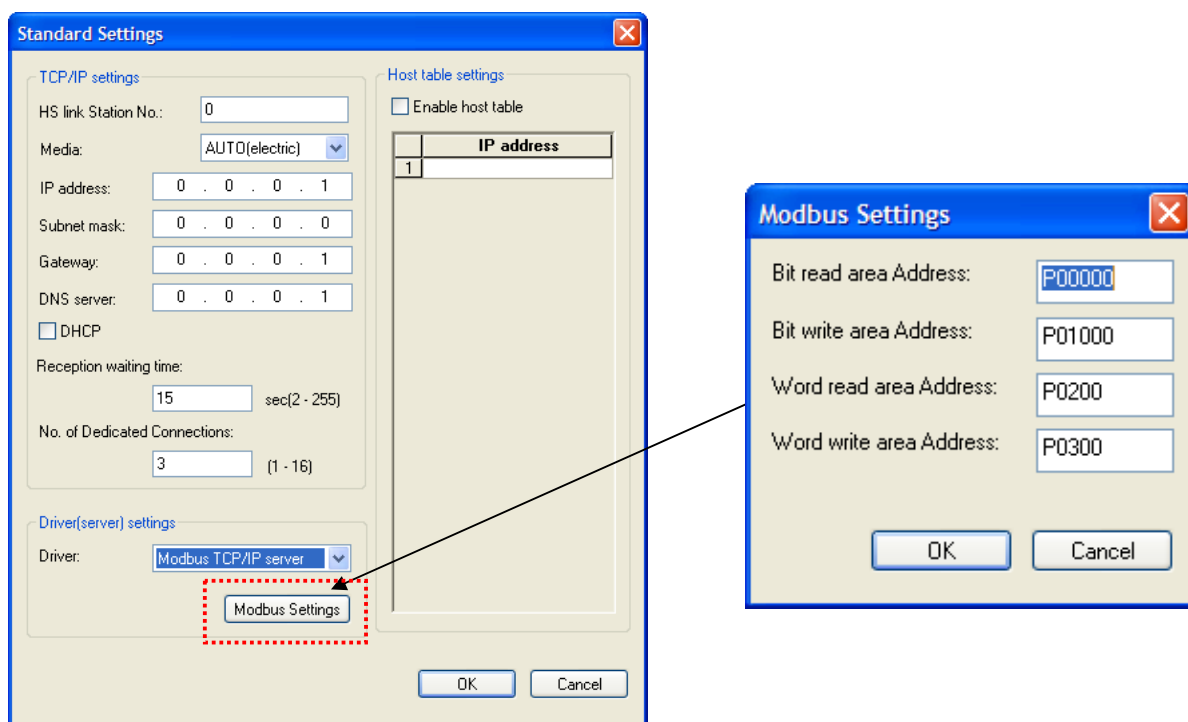 Standard Settings
TCP/IP settings
HS link Station No.: 0
Media: AUTO(electric)
IP address: 0 . 0 . 0 . 1
Subnet mask: 0 . 0 . 0 . 0
Gateway: 0 . 0 . 0 . 1
DNS server: 0 . 0 . 0 . 1
DHCP
Reception waiting time:
15 sec(2 - 255)
No. of Dedicated Connections:
3 (1 - 16)
Driver(server) settings
Driver: Modbus TCP/IP server
Modbus Settings
Host table settings
Enable host table
IP address
1
OK Cancel
Modbus Settings
Bit read area Address: P00000
Bit write area Address: P01000
Word read area Address: P0200
Word write area Address: P0300
OK Cancel